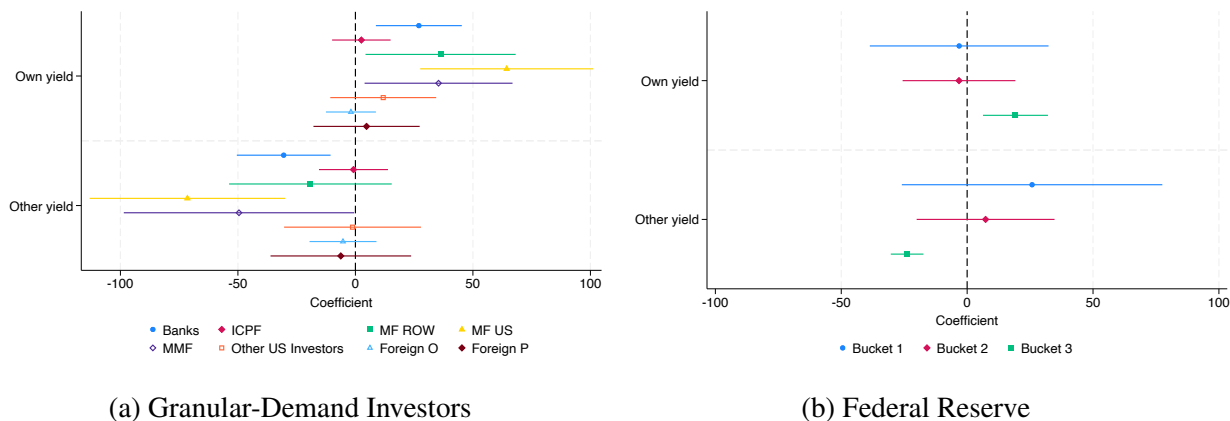 Own yield
Other yield
-100 -50 0 50 100
Coefficient
Banks ICPF MF ROW MF US
MMF Other US Investors Foreign O Foreign P
(a) Granular-Demand Investors
Own yield
Other yield
-100 -50 0 50 100
Coefficient
Bucket 1 Bucket 2 Bucket 3
(b) Federal Reserve